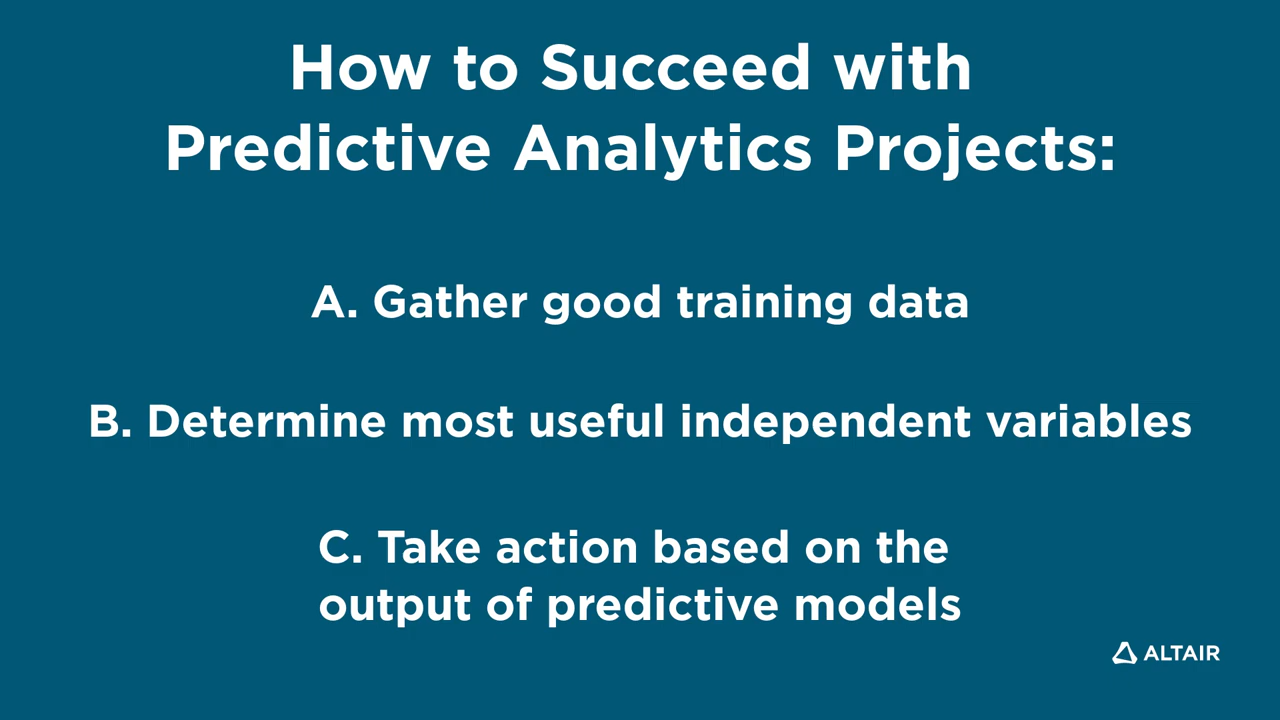 How to Succeed with
Predictive Analytics Projects:
A. Gather good training data
B. Determine most useful independent variables
C. Take action based on the
output of predictive models
ALTAIR